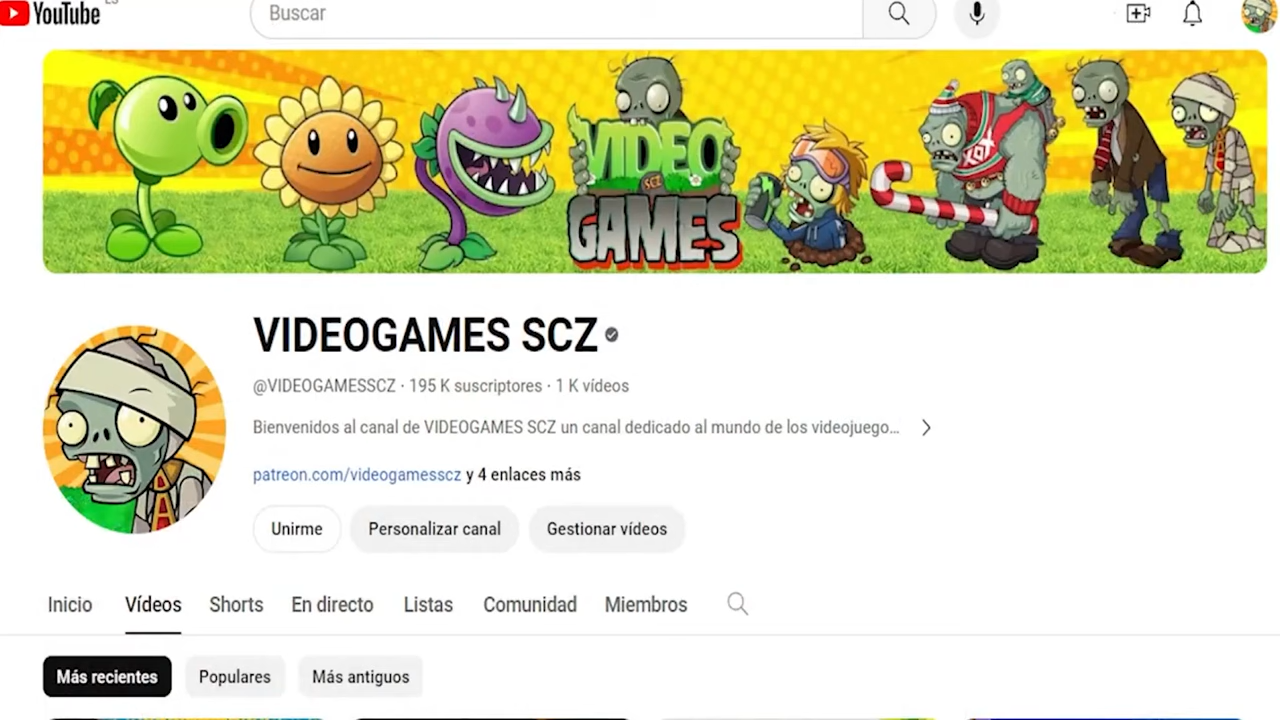 YouTube ES
Buscar
VIDEO
SCZ
GAMES
VIDEOGAMES SCZ
@VIDEOGAMESSCZ · 195 K suscriptores · 1 K vídeos
Bienvenidos al canal de VIDEOGAMES SCZ un canal dedicado al mundo de los videojuego...
patreon.com/videogamesscz y 4 enlaces más
Unirme Personalizar canal Gestionar vídeos
Inicio Vídeos Shorts En directo Listas Comunidad Miembros
Más recientes Populares Más antiguos